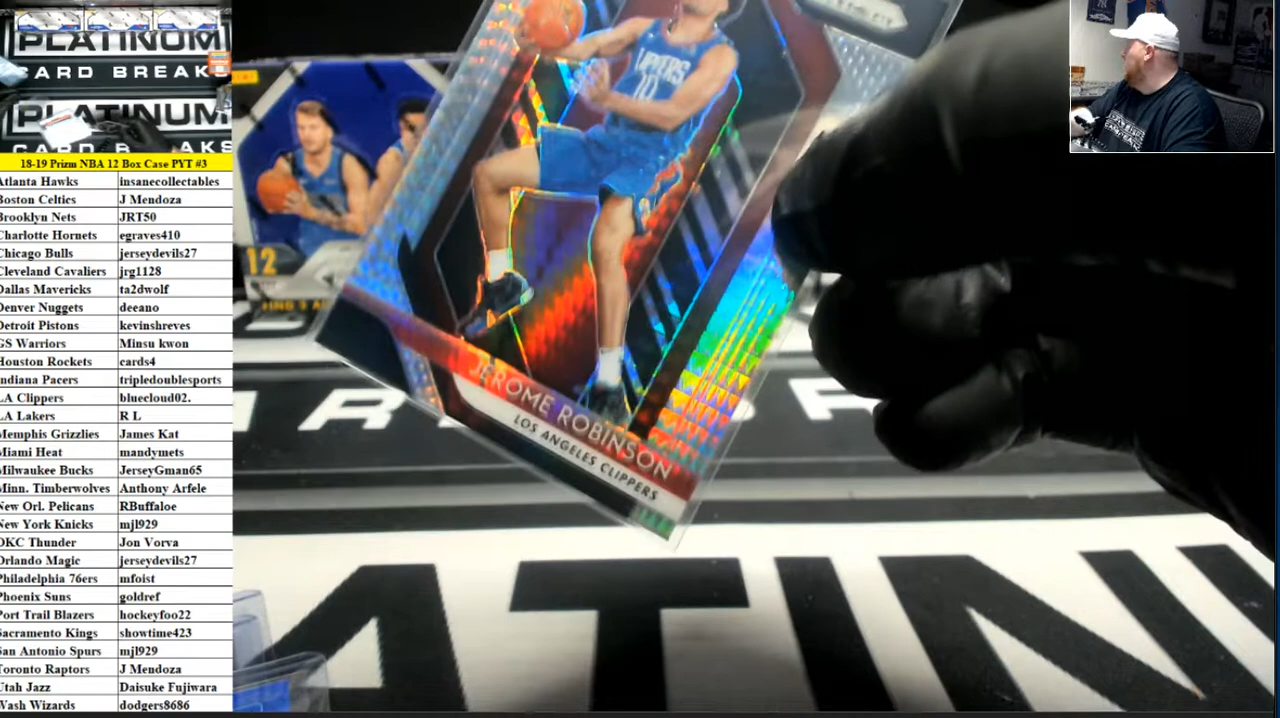 PLATINUM
CARD BREAKS
PLATINUM
CARD BREAKS
18-19 Prizm NBA 12 Box Case PYT #3
Atlanta Hawks insanecollectables
Boston Celtics J Mendoza
Brooklyn Nets JRT50
Charlotte Hornets egraves410
Chicago Bulls jerseydevils27
Cleveland Cavaliers jrg1128
Dallas Mavericks ta2dwolf
Denver Nuggets deeano
Detroit Pistons kevinshreves
GS Warriors Minsu kwon
Houston Rockets cards4
Indiana Pacers tripledoublesports
LA Clippers bluecloud02.
LA Lakers R L
Memphis Grizzlies James Kat
Miami Heat mandymets
Milwaukee Bucks JerseyGman65
Minn. Timberwolves Anthony Arfele
New Orl. Pelicans RBuffaloe
New York Knicks mjl929
OKC Thunder Jon Vorva
Orlando Magic jerseydevils27
Philadelphia 76ers mfoist
Phoenix Suns goldref
Port Trail Blazers hockeyfoo22
Sacramento Kings showtime423
San Antonio Spurs mjl929
Toronto Raptors J Mendoza
Utah Jazz Daisuke Fujiwara
Wash Wizards dodgers8686
12
CLIPPERS
10
JEROME ROBINSON
LOS ANGELES CLIPPERS
ATINU